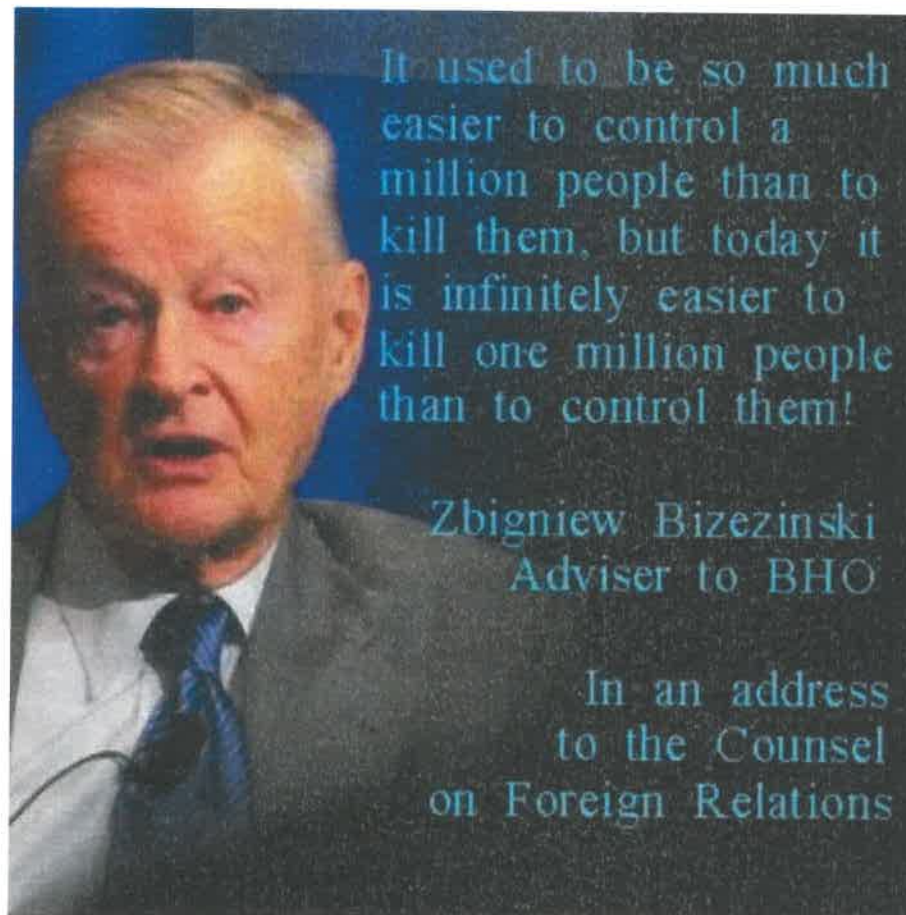 It used to be so much
easier to control a
million people than to
kill them, but today it
is infinitely easier to
kill one million people
than to control them!
Zbigniew Bizezinski
Adviser to BHO
In an address
to the Counsel
on Foreign Relations